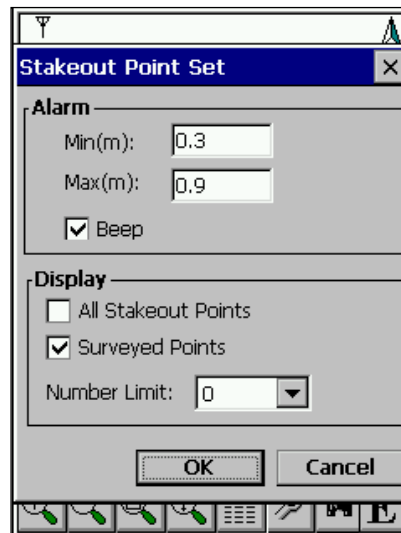 Stakeout Point Set
Alarm
Min(m): 0.3
Max(m): 0.9
Beep
Display
All Stakeout Points
Surveyed Points
Number Limit: 0
OK Cancel
E